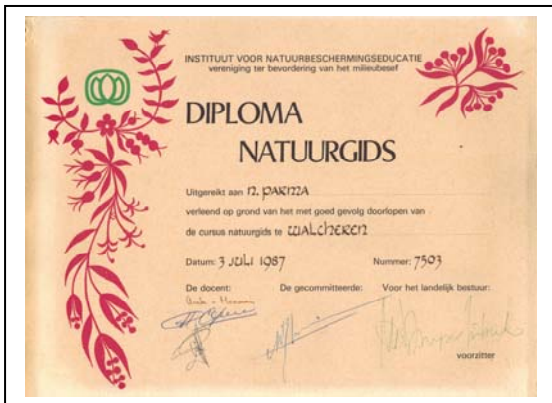 INSTITUUT VOOR NATUURBESCHERMINGSEDUCATIE
vereniging ter bevordering van het milieubesef
DIPLOMA
NATUURGIDS
Uitgereikt aan N. PARMA
verleend op grond van het met goed gevolg doorlopen van
de cursus natuurgids te WALCHEREN
Datum: 3 JULI 1987 Nummer: 7503
De docent: De gecommitteerde: Voor het landelijk bestuur:
voorzitter